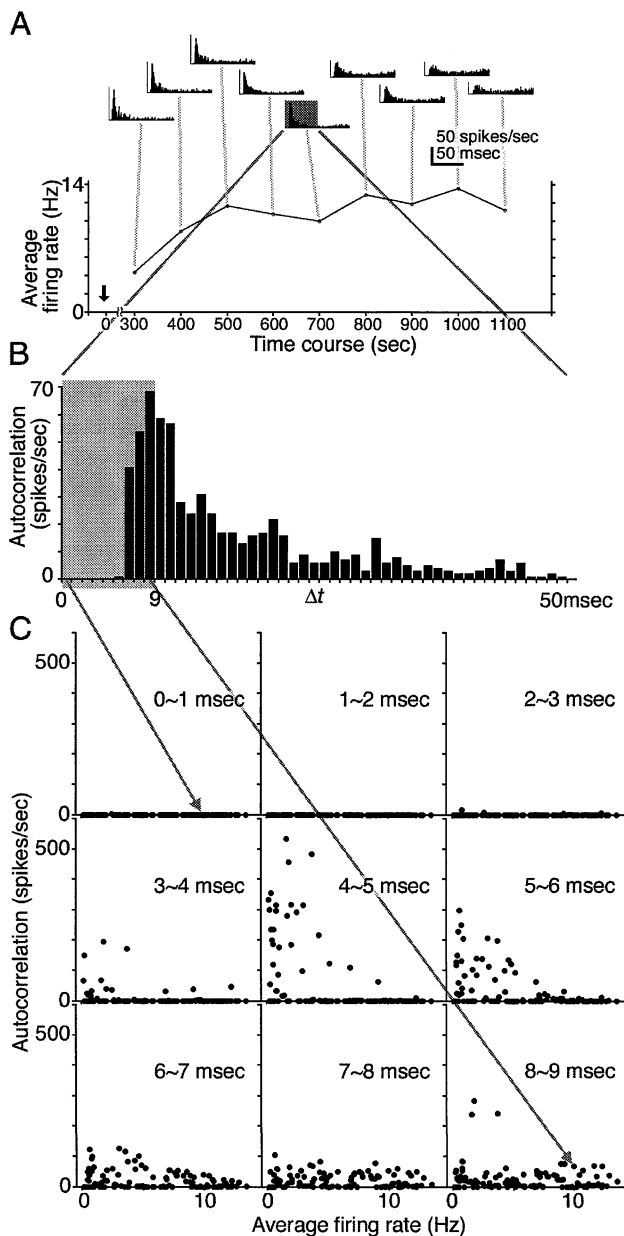 A
50 spikes/sec
50 msec
14
0
Average
firing rate (Hz)
0 300 400 500 600 700 800 900 1000 1100
Time course (sec)
B
70
0
Autocorrelation
(spikes/sec)
0 9 Δt 50msec
C
500
0~1 msec 1~2 msec 2~3 msec
0
500
3~4 msec 4~5 msec 5~6 msec
0
500
6~7 msec 7~8 msec 8~9 msec
0
Autocorrelation (spikes/sec)
0 10 0 10 0 10
Average firing rate (Hz)